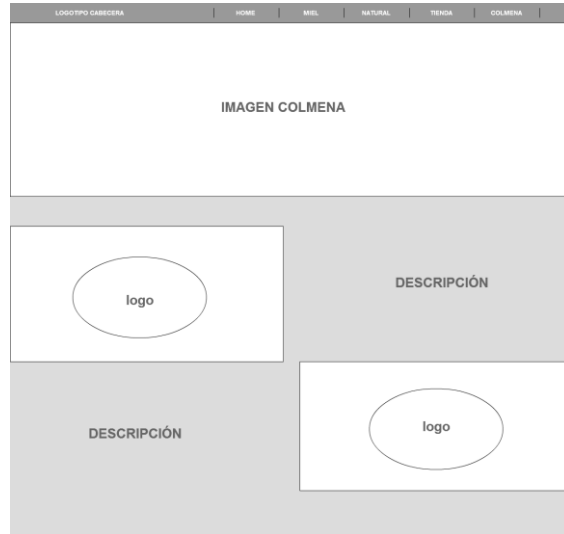 LOGOTIPO CABECERA | HOME | MIEL | NATURAL | TIENDA | COLMENA |
IMAGEN COLMENA
logo
DESCRIPCIÓN
DESCRIPCIÓN
logo